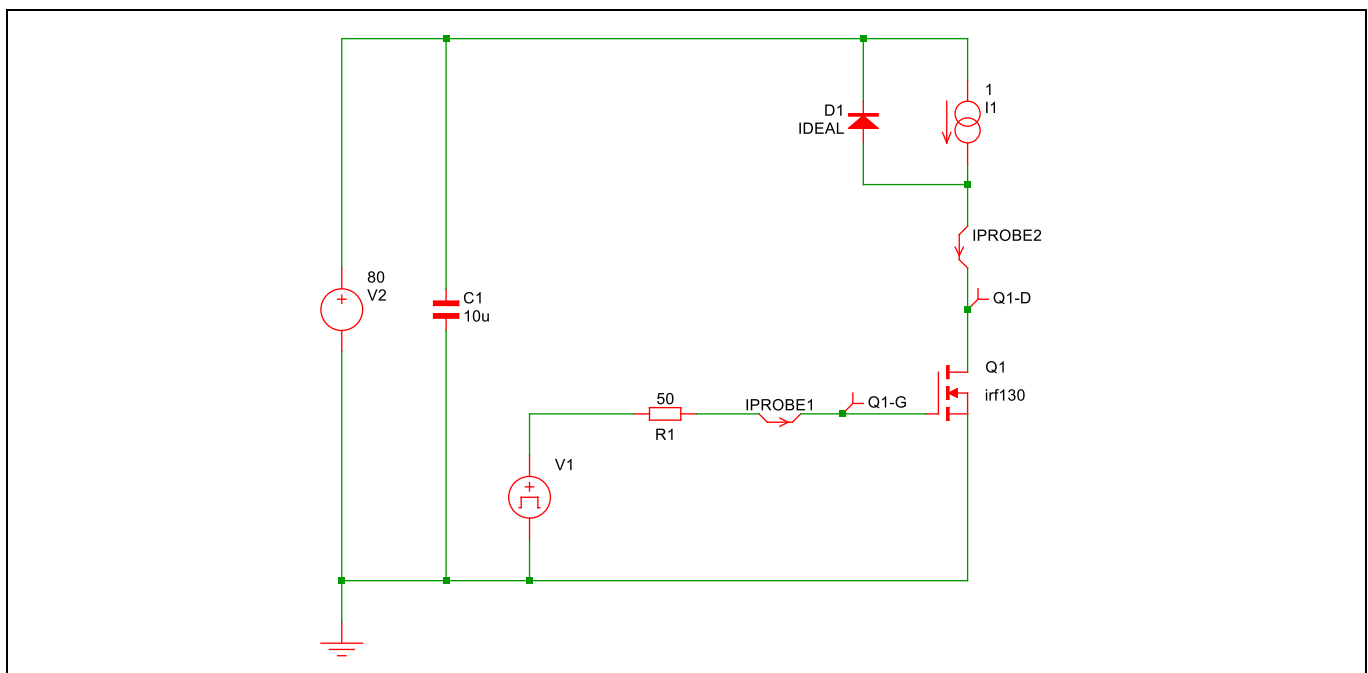 1
I1
D1
IDEAL
IPROBE2
80
V2
C1
10u
Q1-D
Q1
irf130
50
R1
IPROBE1
Q1-G
V1